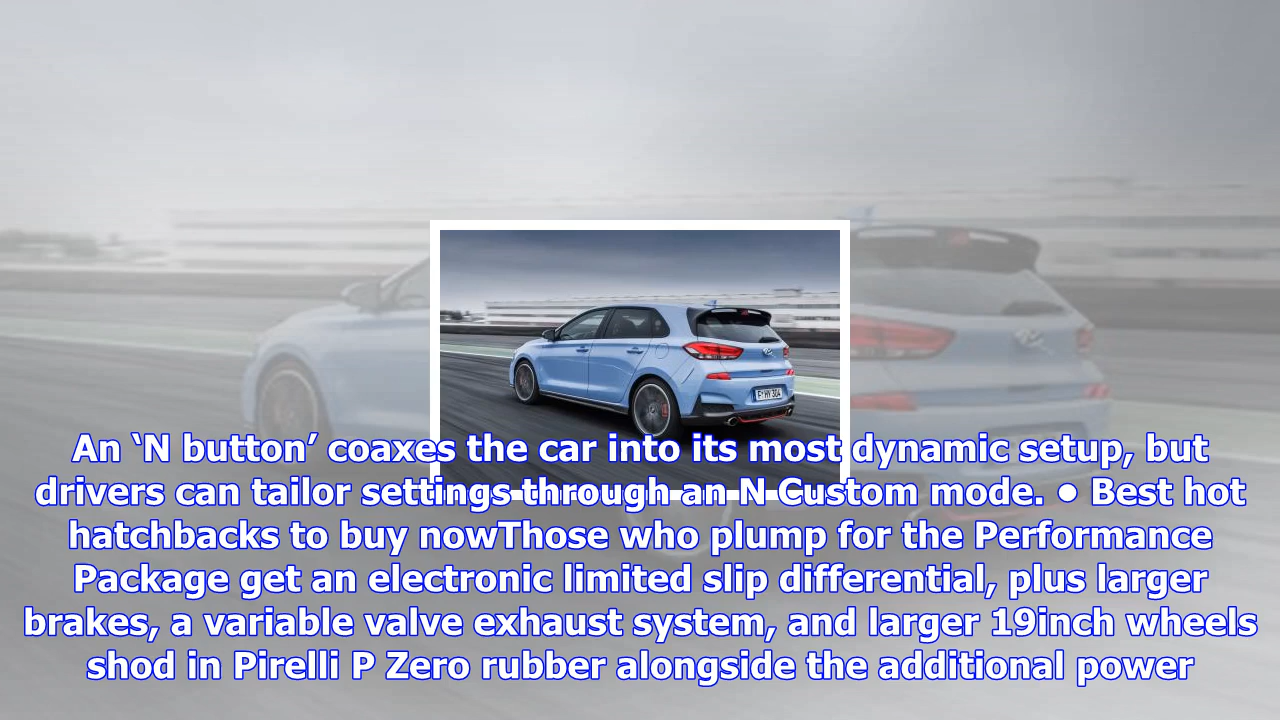 F·HY 304
An ‘N button’ coaxes the car into its most dynamic setup, but
drivers can tailor settings through an N Custom mode. • Best hot
hatchbacks to buy nowThose who plump for the Performance
Package get an electronic limited slip differential, plus larger
brakes, a variable valve exhaust system, and larger 19inch wheels
shod in Pirelli P Zero rubber alongside the additional power